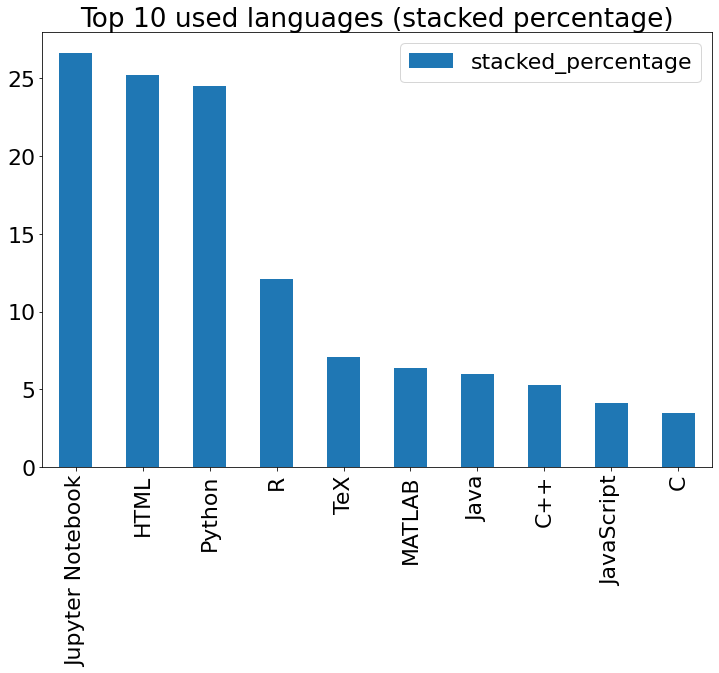 Top 10 used languages (stacked percentage)
stacked_percentage
25
20
15
10
5
0
Jupyter Notebook
HTML
Python
R
TeX
MATLAB
Java
C++
JavaScript
C